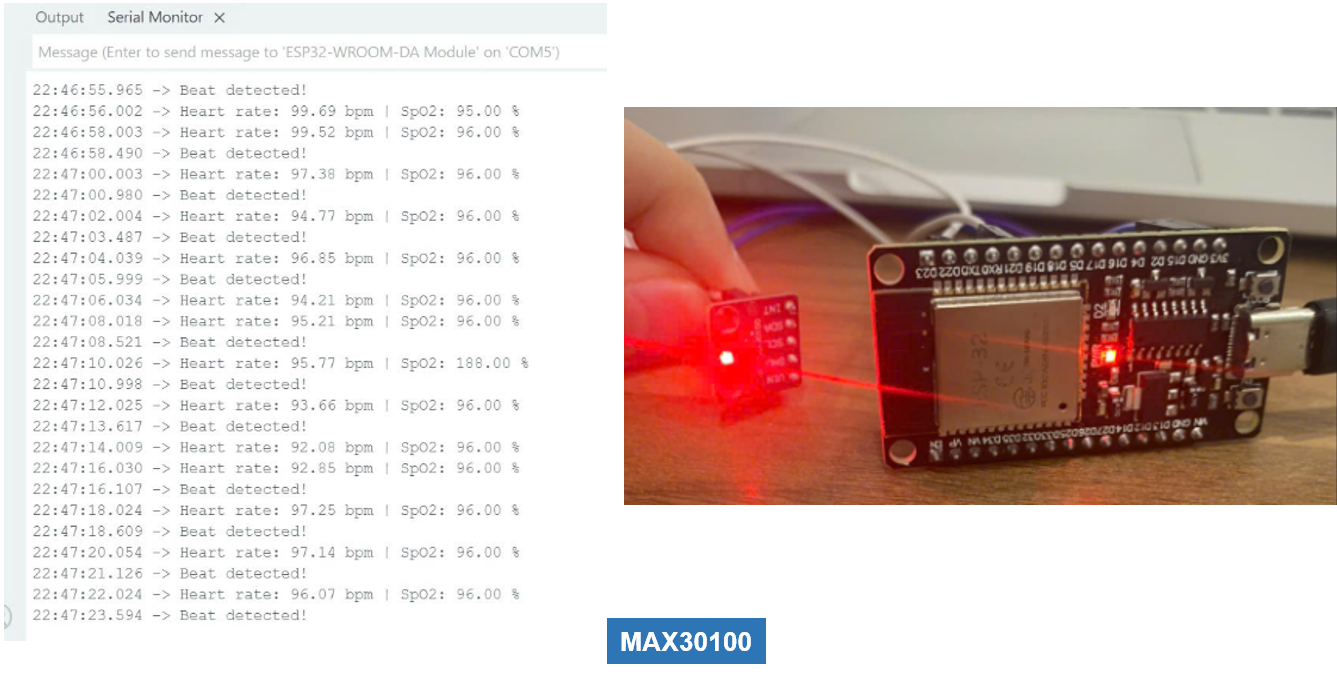 Output Serial Monitor ×
Message (Enter to send message to 'ESP32-WROOM-DA Module' on 'COM5')
22:46:55.965 -> Beat detected!
22:46:56.002 -> Heart rate: 99.69 bpm | SpO2: 95.00 %
22:46:58.003 -> Heart rate: 99.52 bpm | SpO2: 96.00 %
22:46:58.490 -> Beat detected!
22:47:00.003 -> Heart rate: 97.38 bpm | SpO2: 96.00 %
22:47:00.980 -> Beat detected!
22:47:02.004 -> Heart rate: 94.77 bpm | SpO2: 96.00 %
22:47:03.487 -> Beat detected!
22:47:04.039 -> Heart rate: 96.85 bpm | SpO2: 96.00 %
22:47:05.999 -> Beat detected!
22:47:06.034 -> Heart rate: 94.21 bpm | SpO2: 96.00 %
22:47:08.018 -> Heart rate: 95.21 bpm | SpO2: 96.00 %
22:47:08.521 -> Beat detected!
22:47:10.026 -> Heart rate: 95.77 bpm | SpO2: 188.00 %
22:47:10.998 -> Beat detected!
22:47:12.025 -> Heart rate: 93.66 bpm | SpO2: 96.00 %
22:47:13.617 -> Beat detected!
22:47:14.009 -> Heart rate: 92.08 bpm | SpO2: 96.00 %
22:47:16.030 -> Heart rate: 92.85 bpm | SpO2: 96.00 %
22:47:16.107 -> Beat detected!
22:47:18.024 -> Heart rate: 97.25 bpm | SpO2: 96.00 %
22:47:18.609 -> Beat detected!
22:47:20.054 -> Heart rate: 97.14 bpm | SpO2: 96.00 %
22:47:21.126 -> Beat detected!
22:47:22.024 -> Heart rate: 96.07 bpm | SpO2: 96.00 %
22:47:23.594 -> Beat detected!
INT
SDA
SCL
VIN
D23 D22 TX0 RX0 D21 D19 D18 D5 D17 D16 D4 D2 D15 GND 3V3
ESP-32
CE
EN VP VN D34 D35 D32 D33 D25 D26 D27 D14 D12 D13 GND VIN
MAX30100